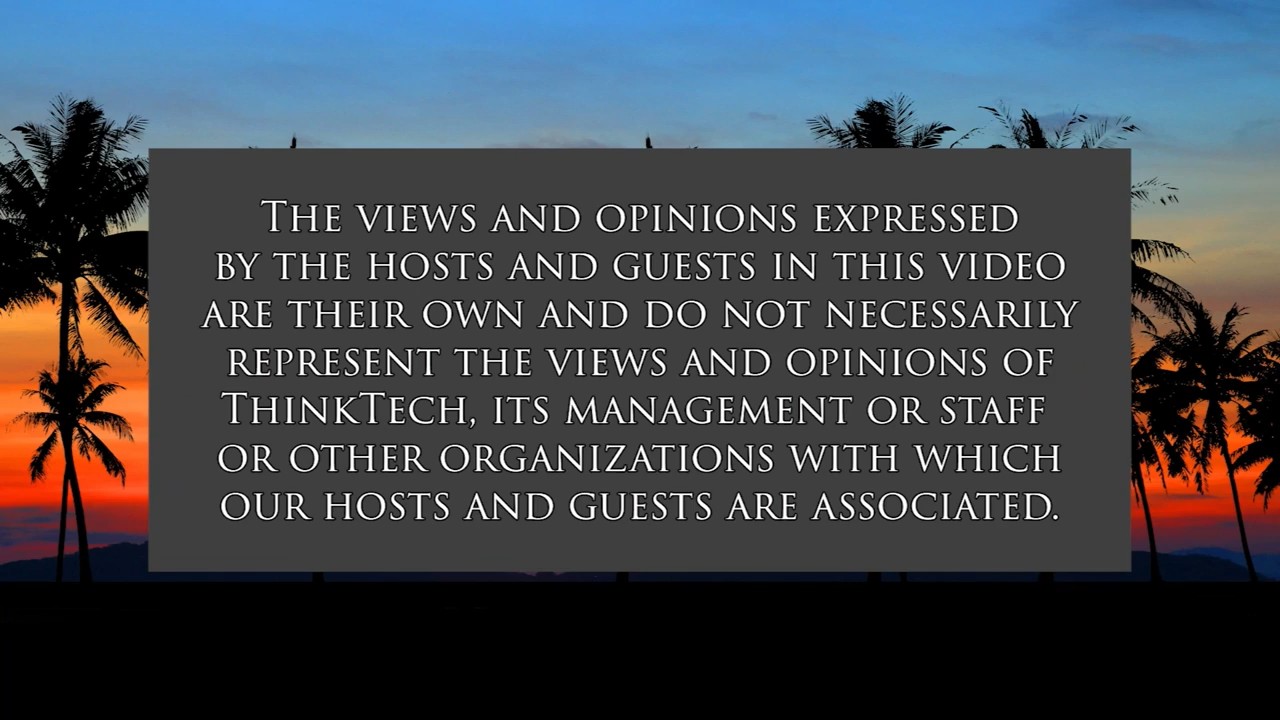 The views and opinions expressed
by the hosts and guests in this video
are their own and do not necessarily
represent the views and opinions of
ThinkTech, its management or staff
or other organizations with which
our hosts and guests are associated.